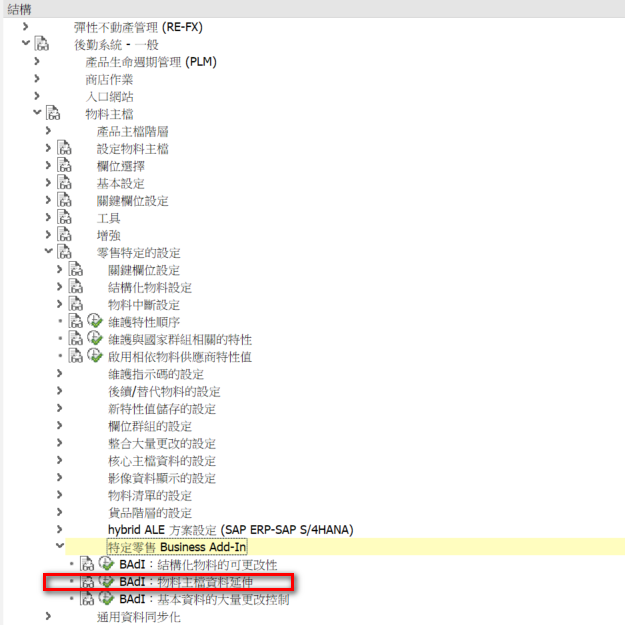 結構
彈性不動產管理 (RE-FX)
後勤系統 - 一般
產品生命週期管理 (PLM)
商店作業
入口網站
物料主檔
產品主檔階層
設定物料主檔
欄位選擇
基本設定
關鍵欄位設定
工具
增強
零售特定的設定
關鍵欄位設定
結構化物料設定
物料中斷設定
維護特性順序
維護與國家群組相關的特性
啟用相依物料供應商特性值
維護指示碼的設定
後續/替代物料的設定
新特性值儲存的設定
欄位群組的設定
整合大量更改的設定
核心主檔資料的設定
影像資料顯示的設定
物料清單的設定
貨品階層的設定
hybrid ALE 方案設定 (SAP ERP-SAP S/4HANA)
特定零售 Business Add-In
BAdI：結構化物料的可更改性
BAdI：物料主檔資料延伸
BAdI：基本資料的大量更改控制
通用資料同步化